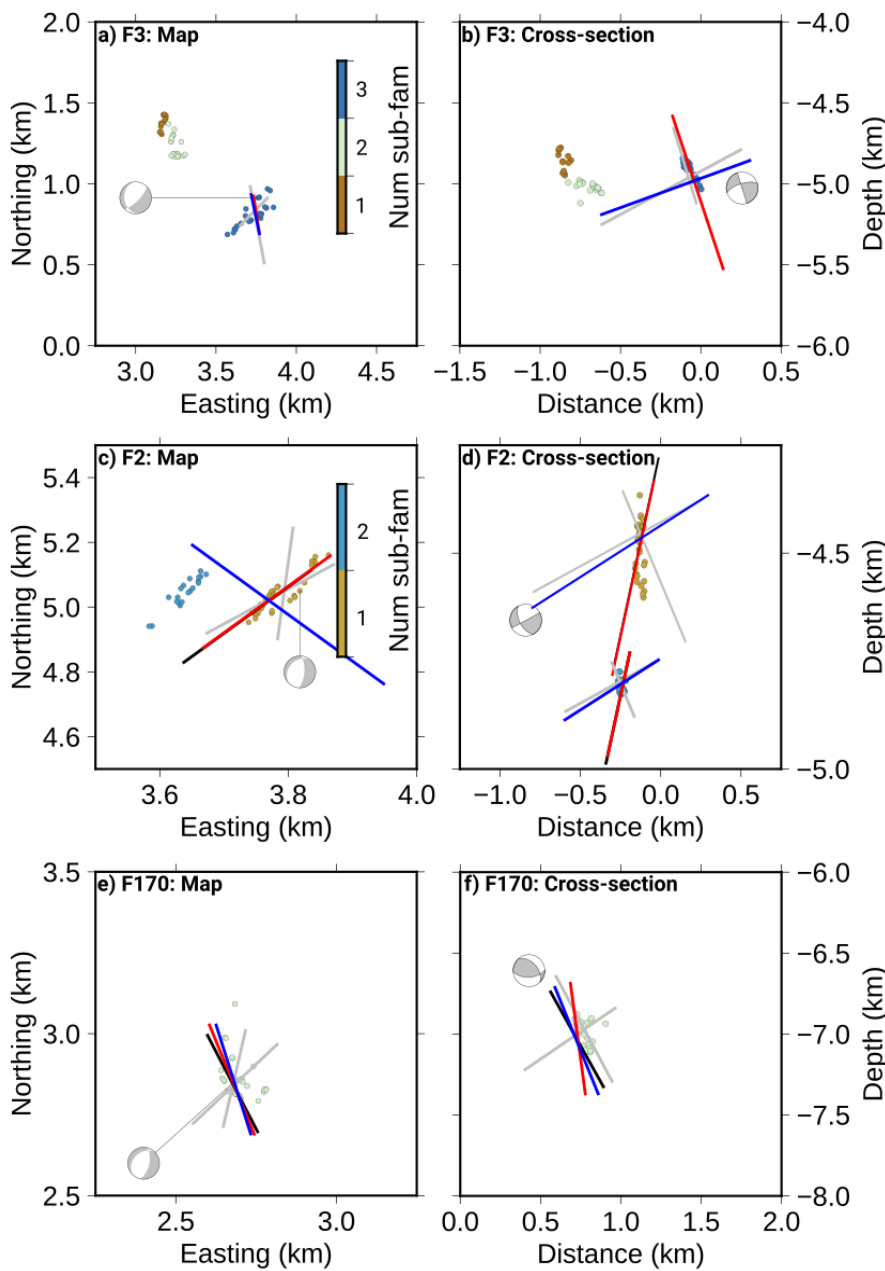 a) F3: Map
Northing (km)
2.0
1.5
1.0
0.5
0.0
3.0
3.5
4.0
4.5
Easting (km)
3
2
1
Num sub-fam
b) F3: Cross-section
−4.0
−4.5
−5.0
−5.5
−6.0
Depth (km)
−1.5
−1.0
−0.5
0.0
0.5
Distance (km)
c) F2: Map
Northing (km)
5.4
5.2
5.0
4.8
4.6
3.6
3.8
4.0
Easting (km)
2
1
Num sub-fam
d) F2: Cross-section
−4.5
−5.0
Depth (km)
−1.0
−0.5
0.0
0.5
Distance (km)
e) F170: Map
Northing (km)
3.5
3.0
2.5
2.5
3.0
Easting (km)
f) F170: Cross-section
−6.0
−6.5
−7.0
−7.5
−8.0
Depth (km)
0.0
0.5
1.0
1.5
2.0
Distance (km)